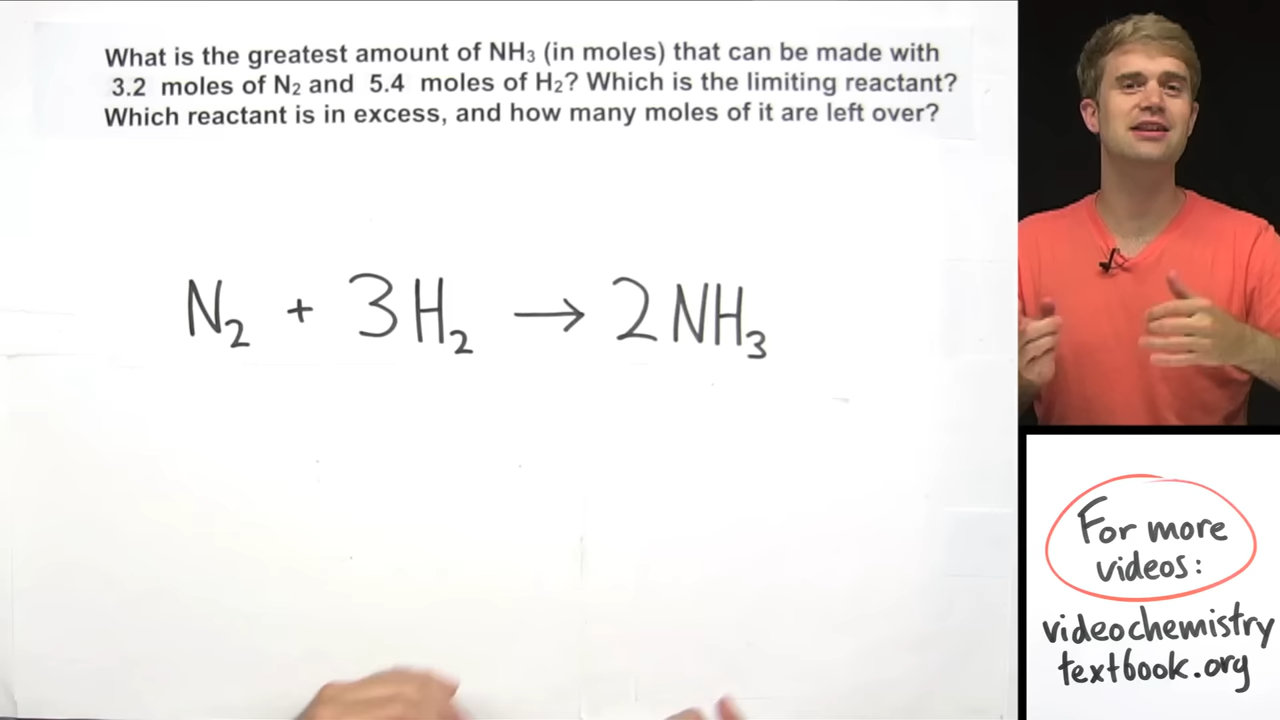 What is the greatest amount of NH₃ (in moles) that can be made with
3.2 moles of N₂ and 5.4 moles of H₂? Which is the limiting reactant?
Which reactant is in excess, and how many moles of it are left over?
N₂ + 3H₂ → 2NH₃
For more
videos:
videochemistry
textbook.org